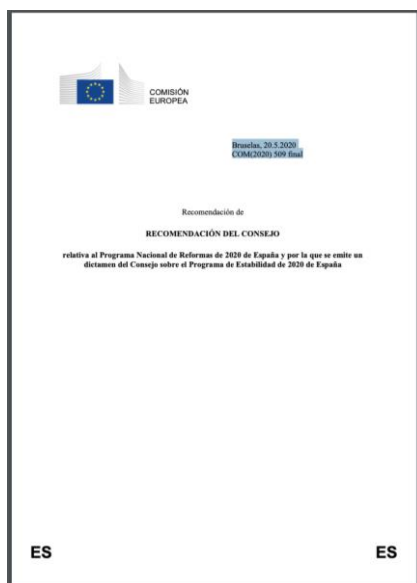 COMISIÓN
EUROPEA
Bruselas, 20.5.2020
COM(2020) 509 final
Recomendación de
RECOMENDACIÓN DEL CONSEJO
relativa al Programa Nacional de Reformas de 2020 de España y por la que se emite un
dictamen del Consejo sobre el Programa de Estabilidad de 2020 de España
ES
ES